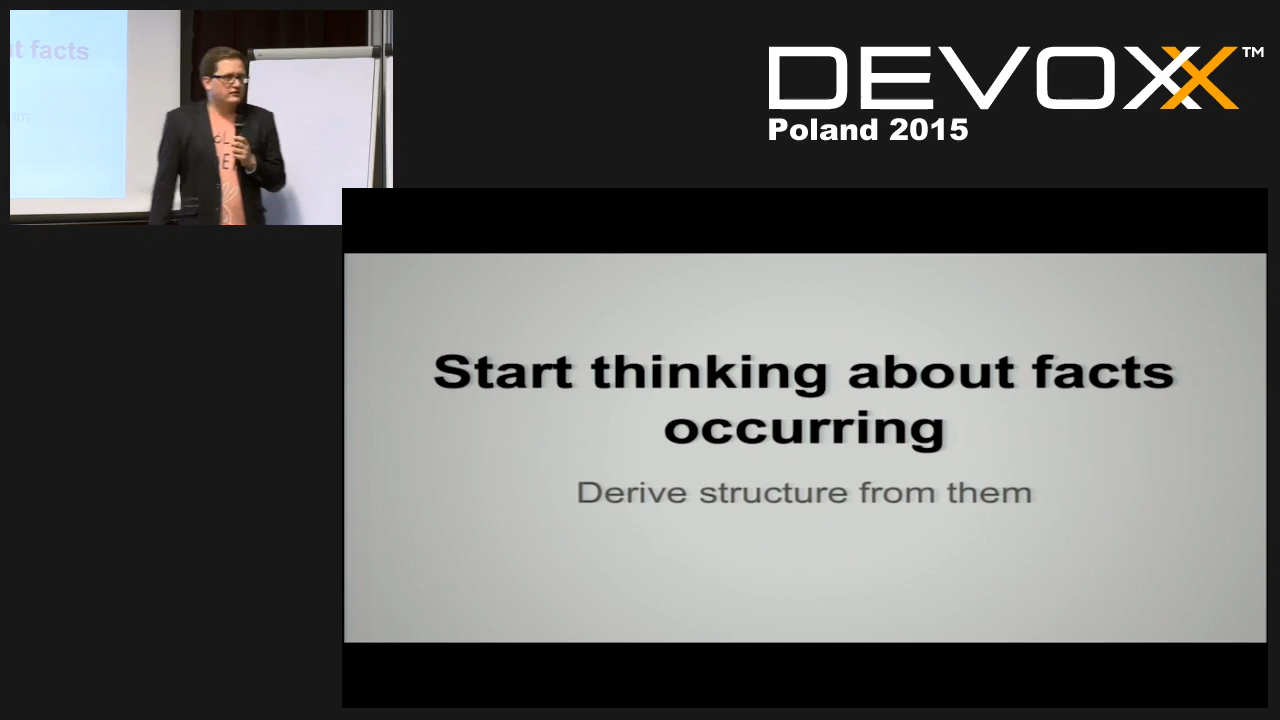 t facts
DEVOXX™
Poland 2015
Start thinking about facts
occurring
Derive structure from them